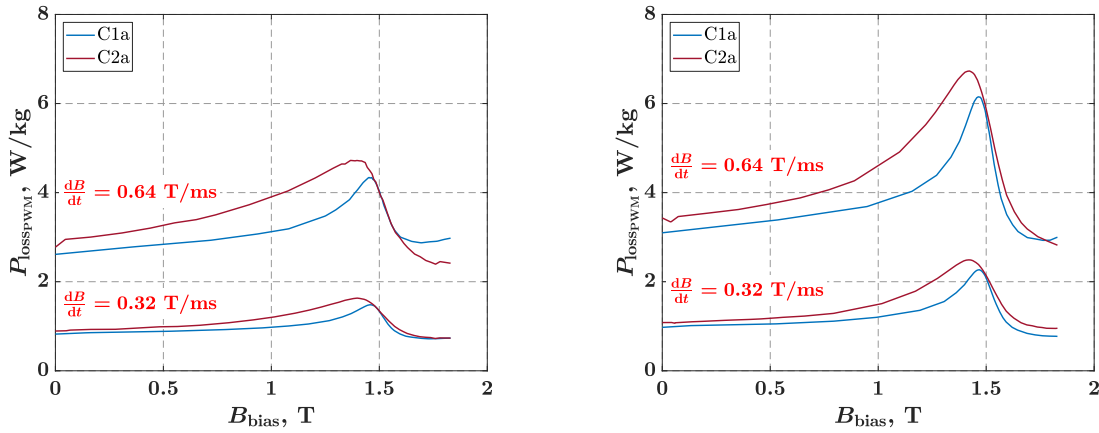 8
C1a
C2a
6
P_lossPWM, W/kg
4
dB/dt = 0.64 T/ms
2
dB/dt = 0.32 T/ms
0
0 0.5 1 1.5 2
B_bias, T
8
C1a
C2a
6
P_lossPWM, W/kg
dB/dt = 0.64 T/ms
4
2
dB/dt = 0.32 T/ms
0
0 0.5 1 1.5 2
B_bias, T